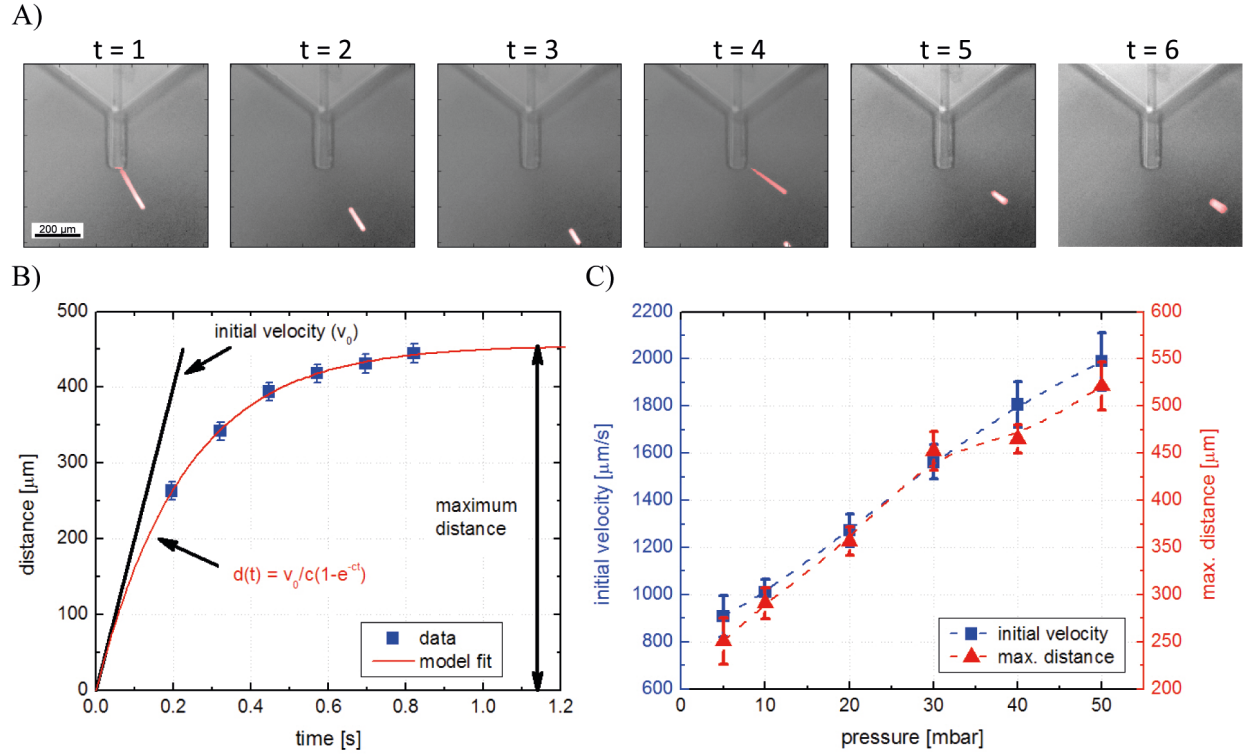 A)
t = 1
t = 2
t = 3
t = 4
t = 5
t = 6
200 µm
B)
500
400
300
200
100
0
distance [µm]
0.0
0.2
0.4
0.6
0.8
1.0
1.2
time [s]
initial velocity (v0)
d(t) = v0/c(1-e^-ct)
maximum
distance
data
model fit
C)
2200
2000
1800
1600
1400
1200
1000
800
600
initial velocity [µm/s]
0
10
20
30
40
50
pressure [mbar]
600
550
500
450
400
350
300
250
200
max. distance [µm]
initial velocity
max. distance